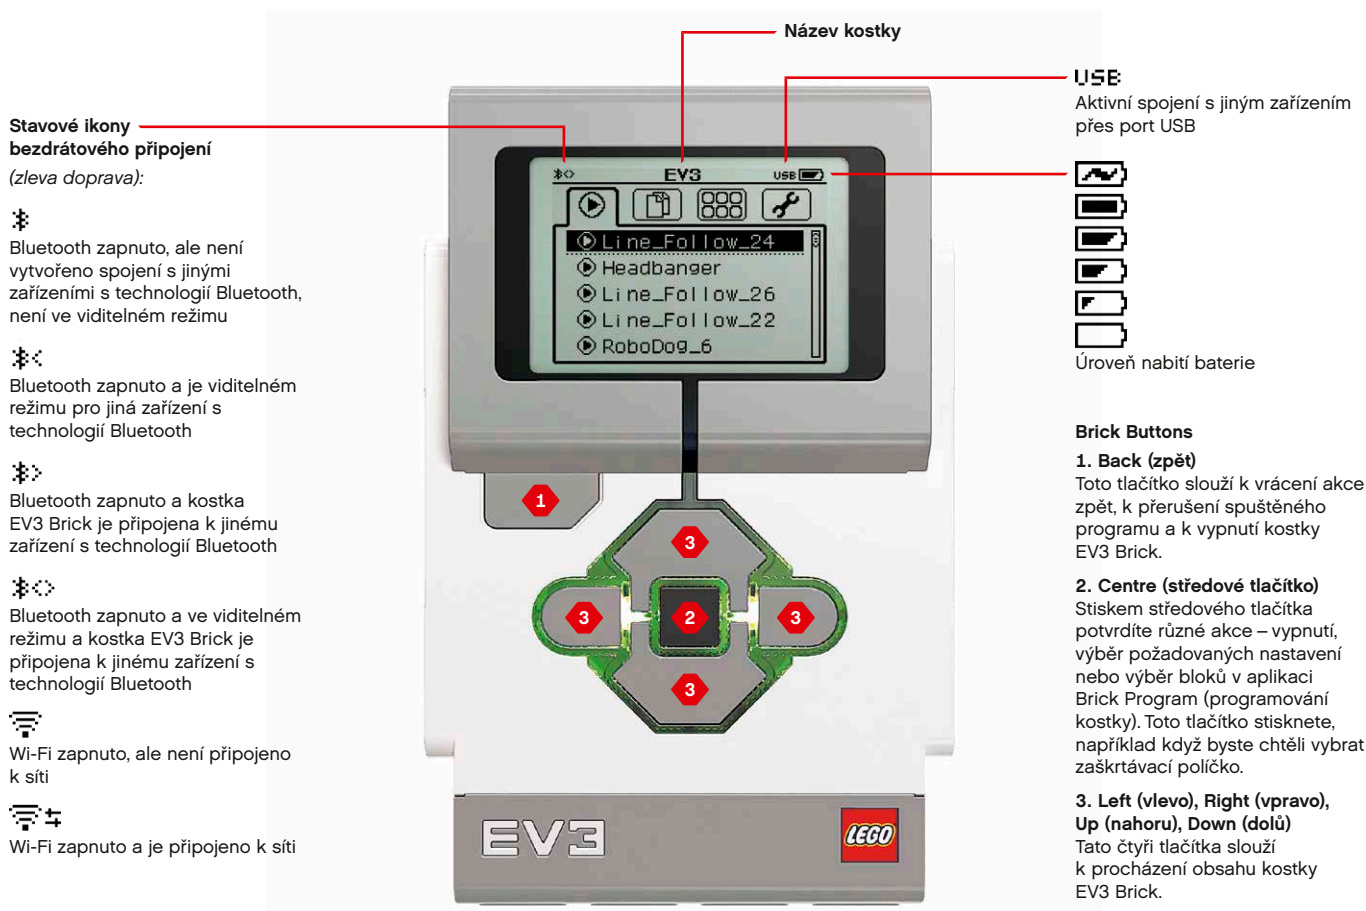 Název kostky
Stavové ikony
bezdrátového připojení
(zleva doprava):
Bluetooth zapnuto, ale není
vytvořeno spojení s jinými
zařízeními s technologií Bluetooth,
není ve viditelném režimu
Bluetooth zapnuto a je viditelném
režimu pro jiná zařízení s
technologií Bluetooth
Bluetooth zapnuto a kostka
EV3 Brick je připojena k jinému
zařízení s technologií Bluetooth
Bluetooth zapnuto a ve viditelném
režimu a kostka EV3 Brick je
připojena k jinému zařízení s
technologií Bluetooth
Wi-Fi zapnuto, ale není připojeno
k síti
Wi-Fi zapnuto a je připojeno k síti
EV3 USB
Line_Follow_24
Headbanger
Line_Follow_26
Line_Follow_22
RoboDog_6
1
3
3 2 3
3
EV3 LEGO
USB
Aktivní spojení s jiným zařízením
přes port USB
Úroveň nabití baterie
Brick Buttons
1. Back (zpět)
Toto tlačítko slouží k vrácení akce
zpět, k přerušení spuštěného
programu a k vypnutí kostky
EV3 Brick.
2. Centre (středové tlačítko)
Stiskem středového tlačítka
potvrdíte různé akce – vypnutí,
výběr požadovaných nastavení
nebo výběr bloků v aplikaci
Brick Program (programování
kostky). Toto tlačítko stisknete,
například když byste chtěli vybrat
zaškrtávací políčko.
3. Left (vlevo), Right (vpravo),
Up (nahoru), Down (dolů)
Tato čtyři tlačítka slouží
k procházení obsahu kostky
EV3 Brick.